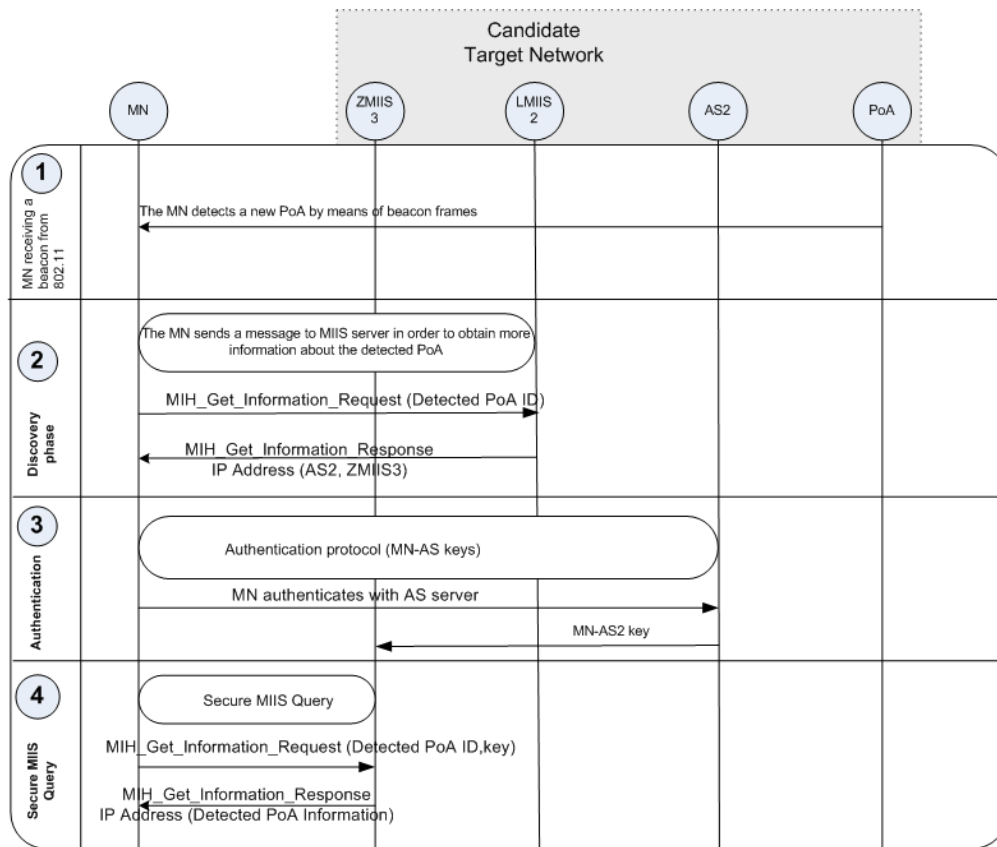 Candidate
Target Network
MN
ZMIIS
3
LMIIS
2
AS2
PoA
1
MN receiving a
beacon from
802.11
The MN detects a new PoA by means of beacon frames
2
Discovery
phase
The MN sends a message to MIIS server in order to obtain more
information about the detected PoA
MIH_Get_Information_Request (Detected PoA ID)
MIH_Get_Information_Response
IP Address (AS2, ZMIIS3)
3
Authentication
Authentication protocol (MN-AS keys)
MN authenticates with AS server
MN-AS2 key
4
Secure MIIS
Query
Secure MIIS Query
MIH_Get_Information_Request (Detected PoA ID,key)
MIH_Get_Information_Response
IP Address (Detected PoA Information)